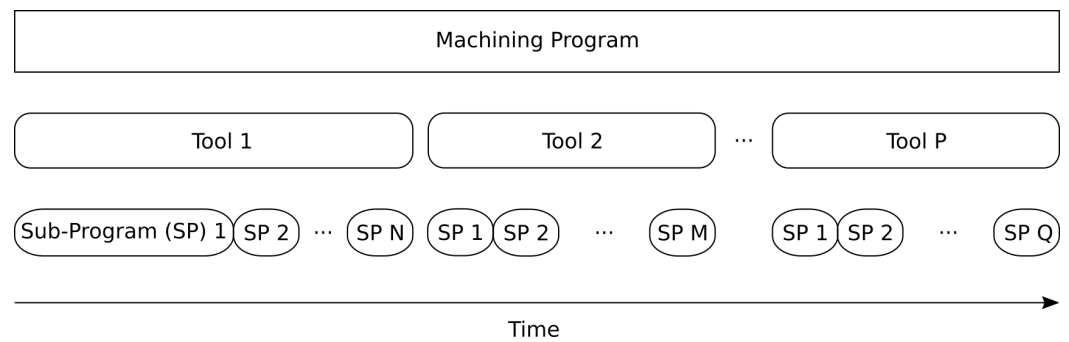 Machining Program
Tool 1 Tool 2 ... Tool P
Sub-Program (SP) 1 SP 2 ... SP N SP 1 SP 2 ... SP M SP 1 SP 2 ... SP Q
Time